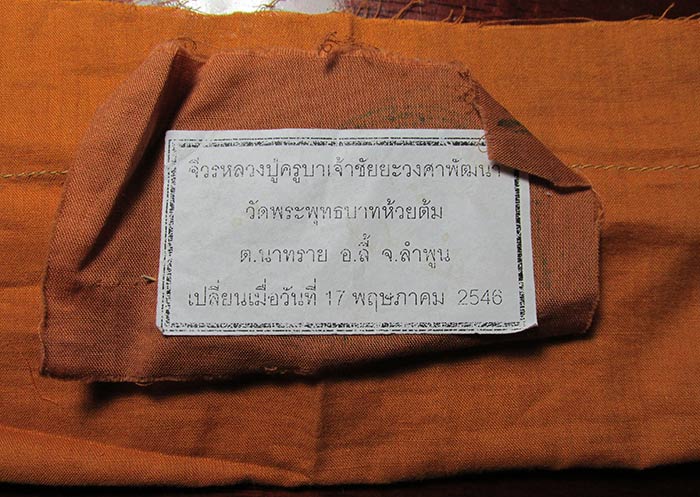 จีวรหลวงปู่ครูบาเจ้าชัยยะวงศาพัฒนา
วัดพระพุทธบาทห้วยต้ม
ต.นาทราย อ.ลี้ จ.ลำพูน
เปลี่ยนเมื่อวันที่ 17 พฤษภาคม 2546